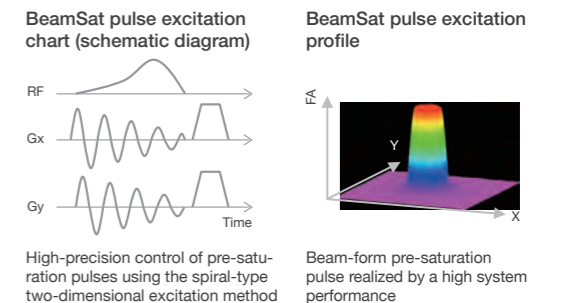 BeamSat pulse excitation
chart (schematic diagram)
RF
Gx
Gy
Time
High-precision control of pre-satu-
ration pulses using the spiral-type
two-dimensional excitation method
BeamSat pulse excitation
profile
FA
Y
X
Beam-form pre-saturation
pulse realized by a high system
performance